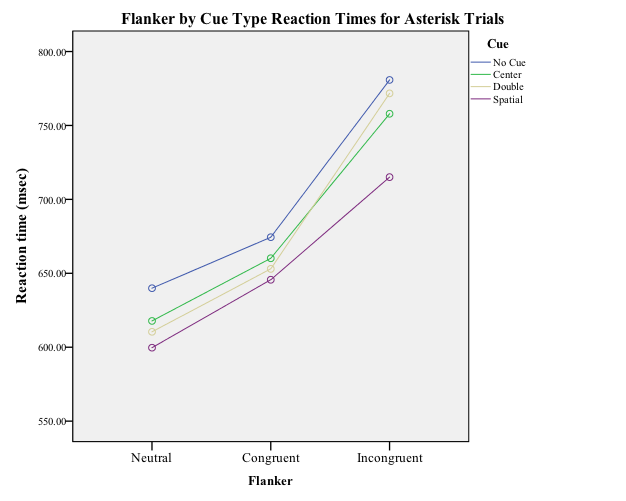 Flanker by Cue Type Reaction Times for Asterisk Trials
Cue
No Cue
Center
Double
Spatial
Reaction time (msec)
800.00
750.00
700.00
650.00
600.00
550.00
Neutral
Congruent
Incongruent
Flanker